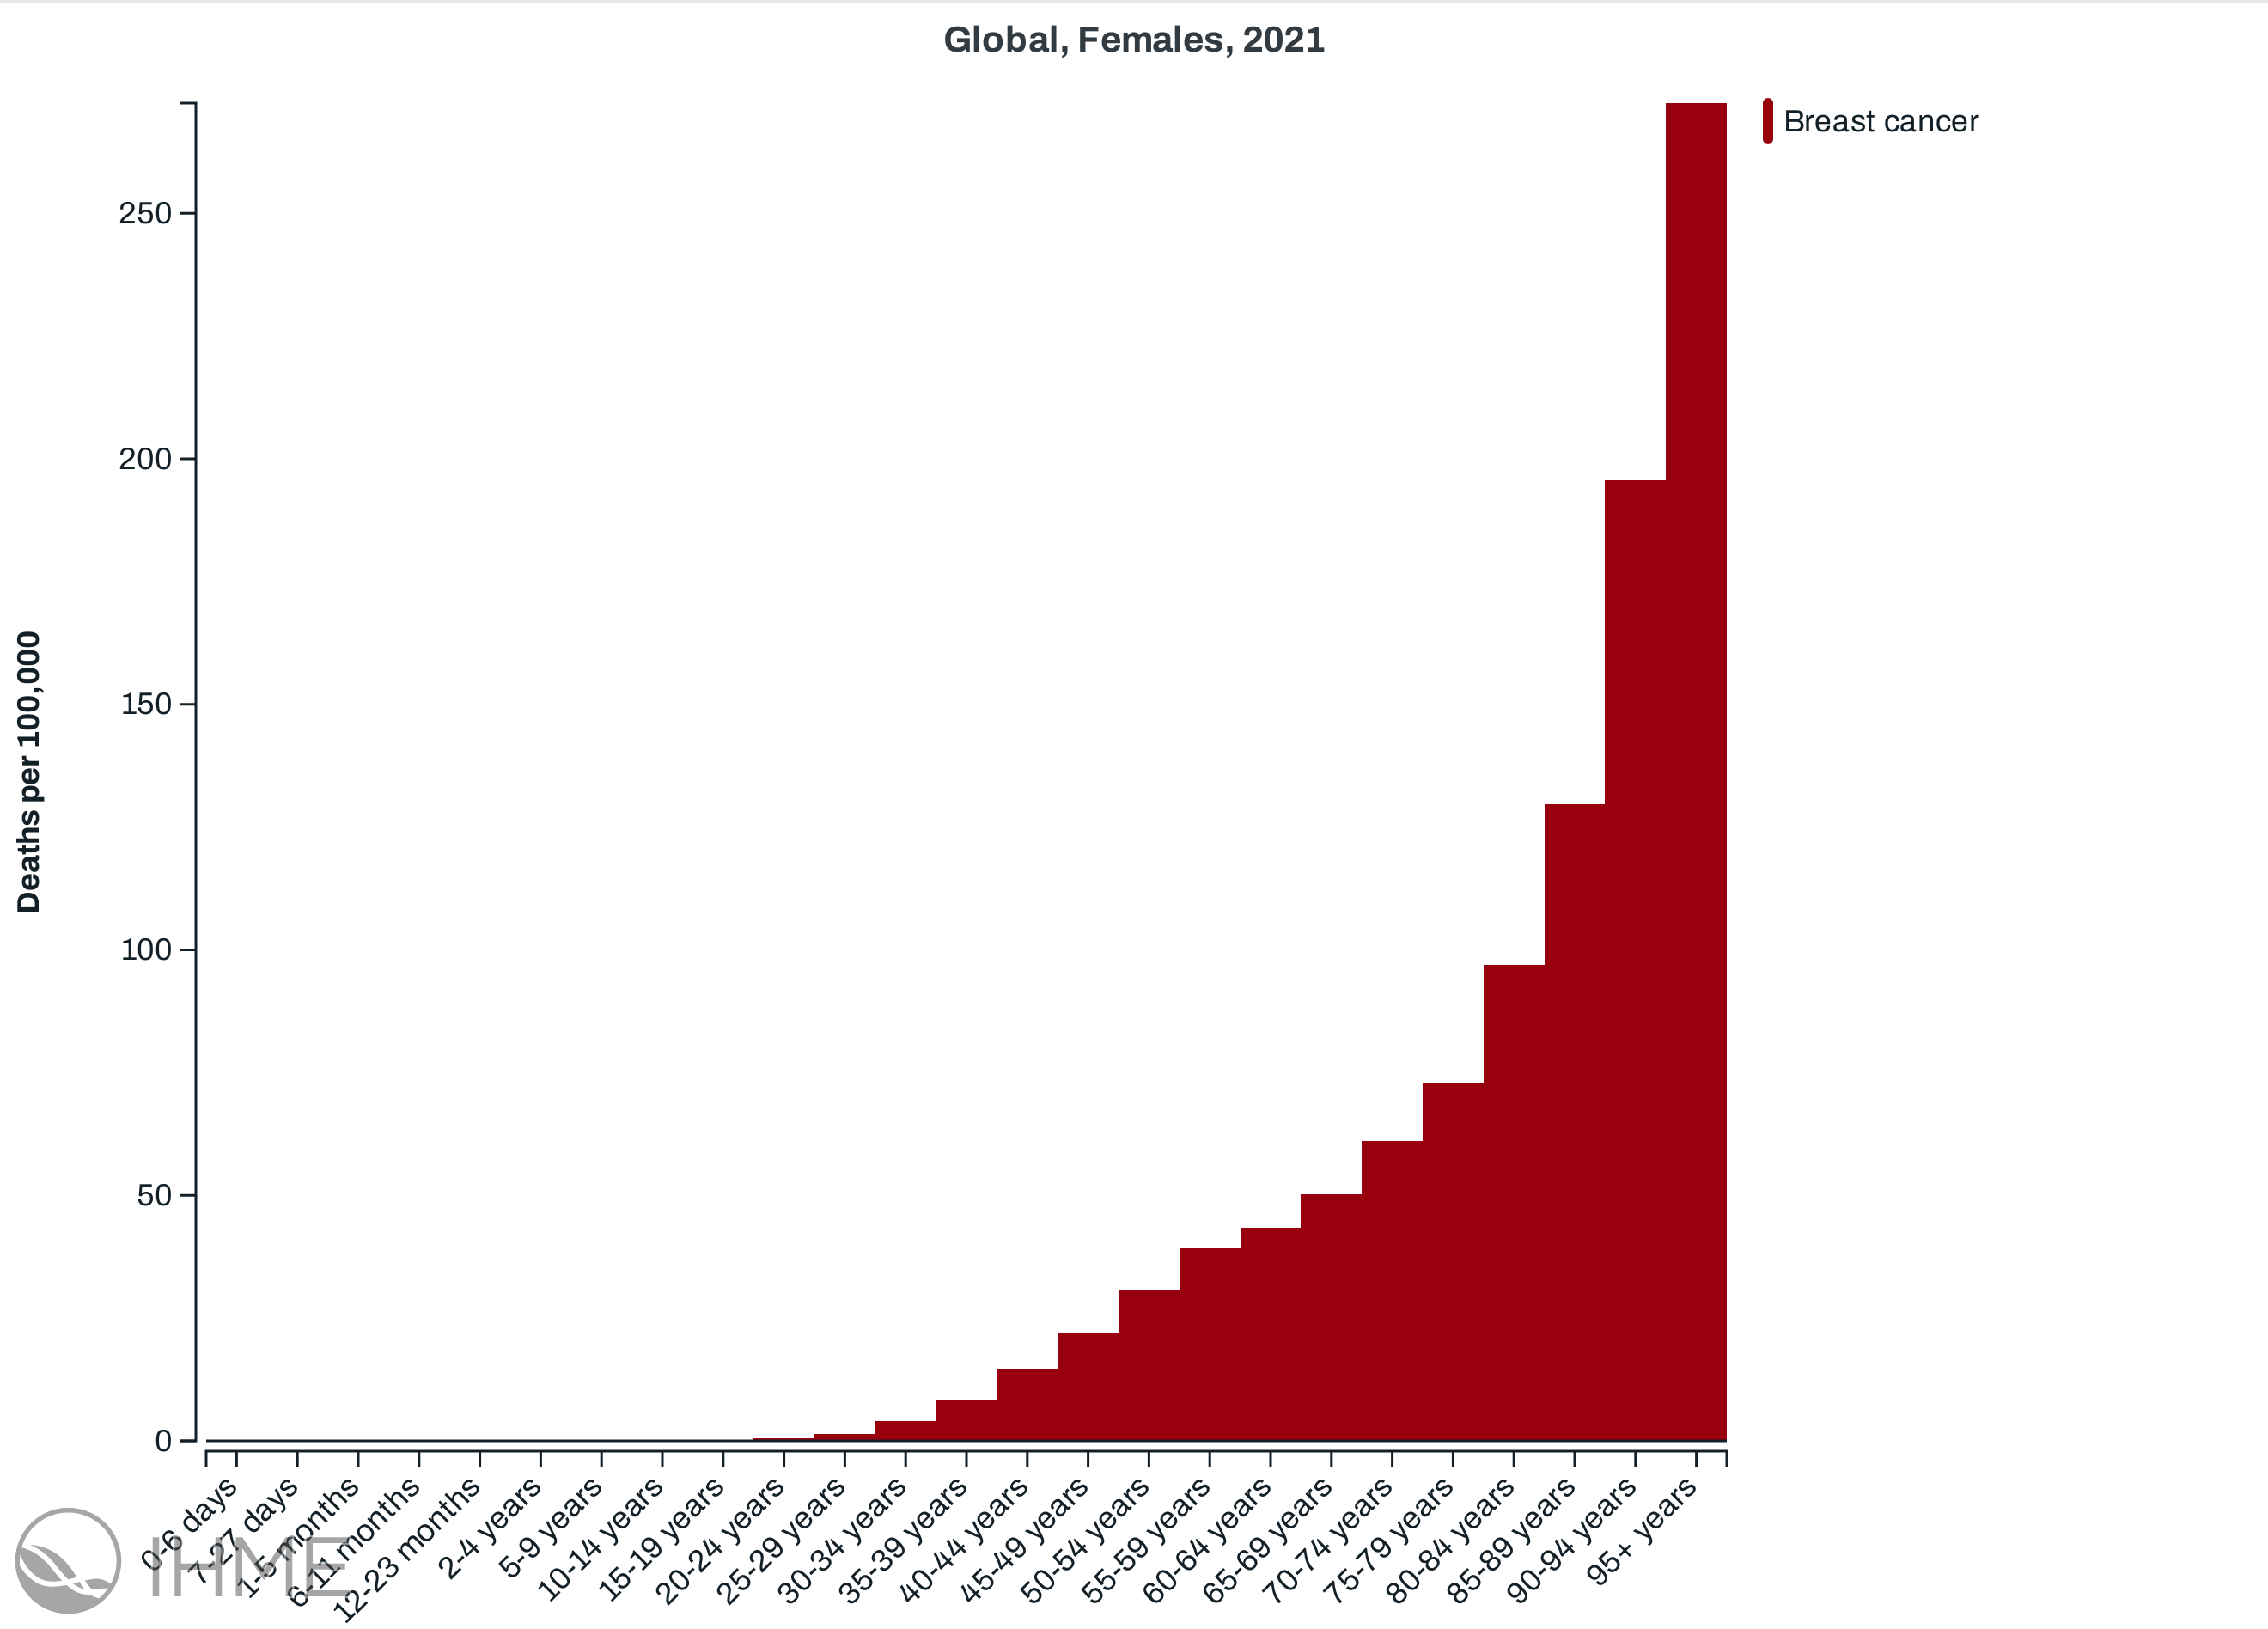 Global, Females, 2021
Breast cancer
Deaths per 100,000
250
200
150
100
50
0
0-6 days
7-27 days
1-5 months
6-11 months
12-23 months
2-4 years
5-9 years
10-14 years
15-19 years
20-24 years
25-29 years
30-34 years
35-39 years
40-44 years
45-49 years
50-54 years
55-59 years
60-64 years
65-69 years
70-74 years
75-79 years
80-84 years
85-89 years
90-94 years
95+ years
IHME